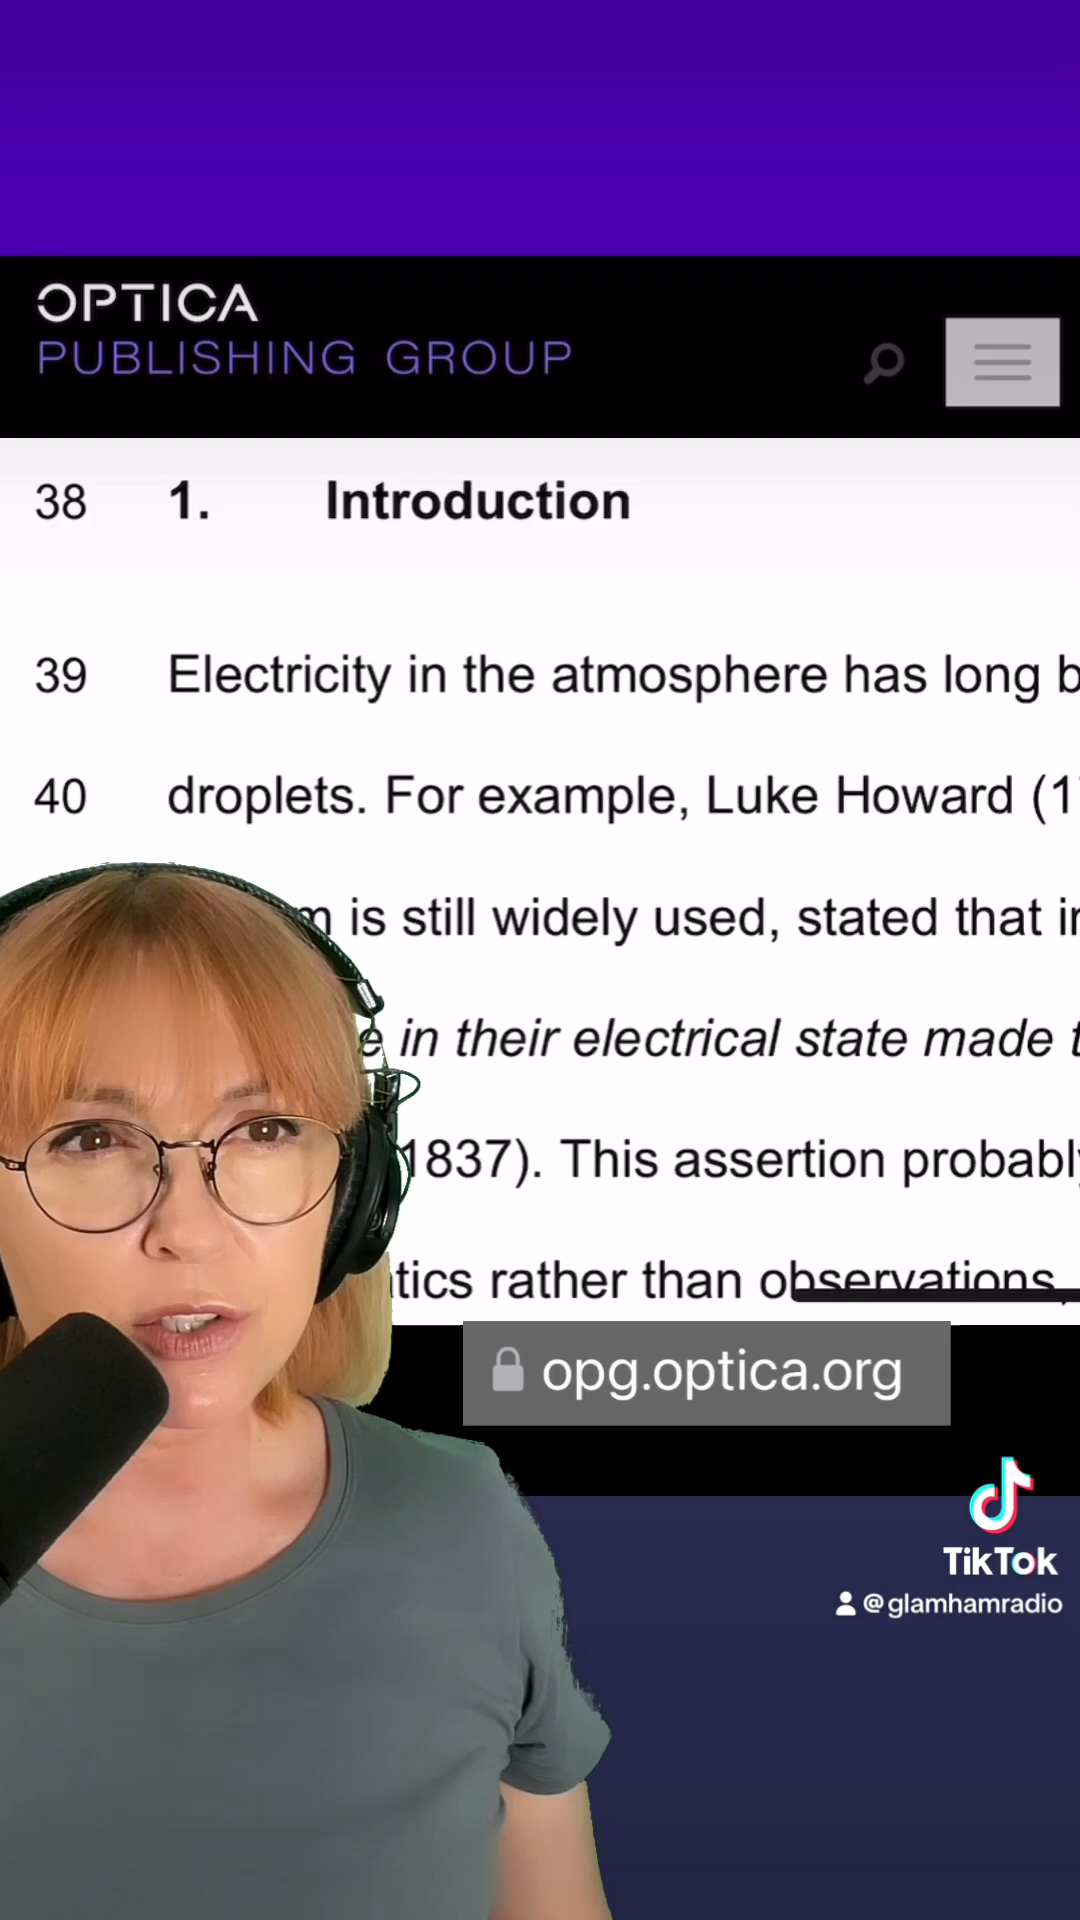 OPTICA
PUBLISHING GROUP
38 1. Introduction
39 Electricity in the atmosphere has long
40 droplets. For example, Luke Howard (1
is still widely used, stated that
in their electrical state made
1837). This assertion
rather than observations,
opg.optica.org
TikTok
@glamhamradio